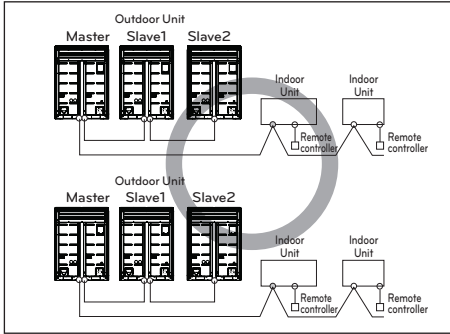 Outdoor Unit
Master Slave1 Slave2
Indoor Unit
Indoor Unit
Remote controller
Remote controller
Outdoor Unit
Master Slave1 Slave2
Indoor Unit
Indoor Unit
Remote controller
Remote controller